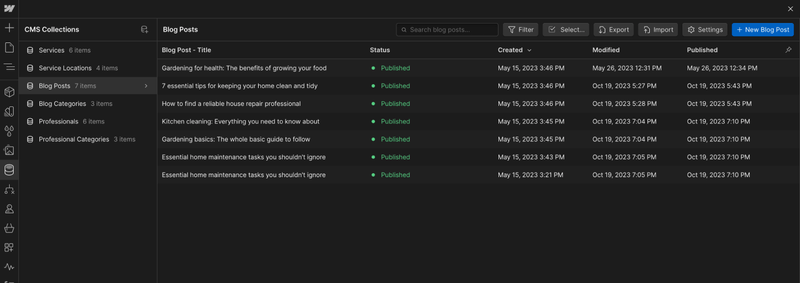 CMS Collections
Blog Posts
Search blog posts...
Filter
Select...
Export
Import
Settings
+ New Blog Post
Services 6 items
Service Locations 4 items
Blog Posts 7 items
Blog Categories 3 items
Professionals 6 items
Professional Categories 3 items
Blog Post - Title Status Created Modified Published
Gardening for health: The benefits of growing your food Published May 15, 2023 3:46 PM May 26, 2023 12:31 PM May 26, 2023 12:34 PM
7 essential tips for keeping your home clean and tidy Published May 15, 2023 3:46 PM Oct 19, 2023 5:27 PM Oct 19, 2023 5:43 PM
How to find a reliable house repair professional Published May 15, 2023 3:46 PM Oct 19, 2023 5:28 PM Oct 19, 2023 5:43 PM
Kitchen cleaning: Everything you need to know about Published May 15, 2023 3:45 PM Oct 19, 2023 7:04 PM Oct 19, 2023 7:10 PM
Gardening basics: The whole basic guide to follow Published May 15, 2023 3:45 PM Oct 19, 2023 7:04 PM Oct 19, 2023 7:10 PM
Essential home maintenance tasks you shouldn't ignore Published May 15, 2023 3:43 PM Oct 19, 2023 7:05 PM Oct 19, 2023 7:10 PM
Essential home maintenance tasks you shouldn't ignore Published May 15, 2023 3:21 PM Oct 19, 2023 7:05 PM Oct 19, 2023 7:10 PM